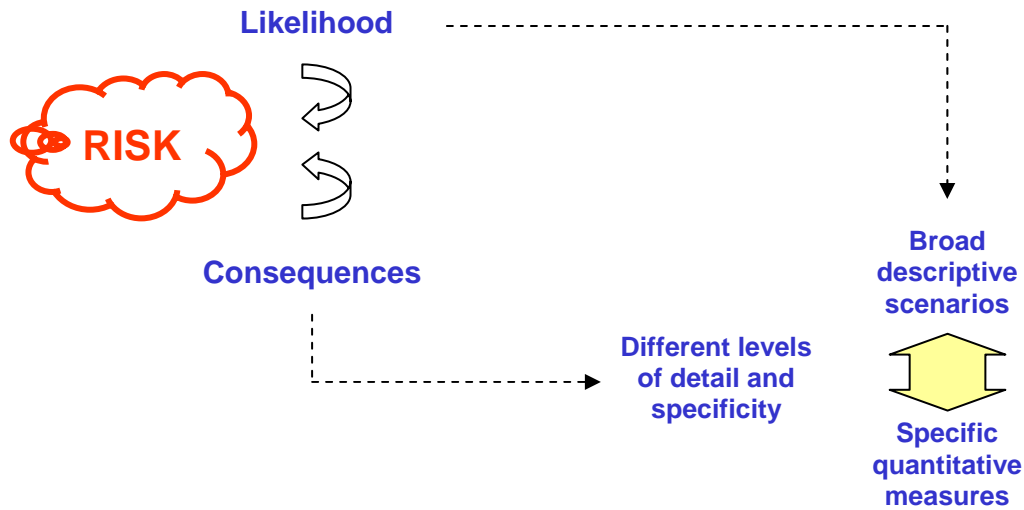 Likelihood
RISK
Consequences
Broad
descriptive
scenarios
Different levels
of detail and
specificity
Specific
quantitative
measures